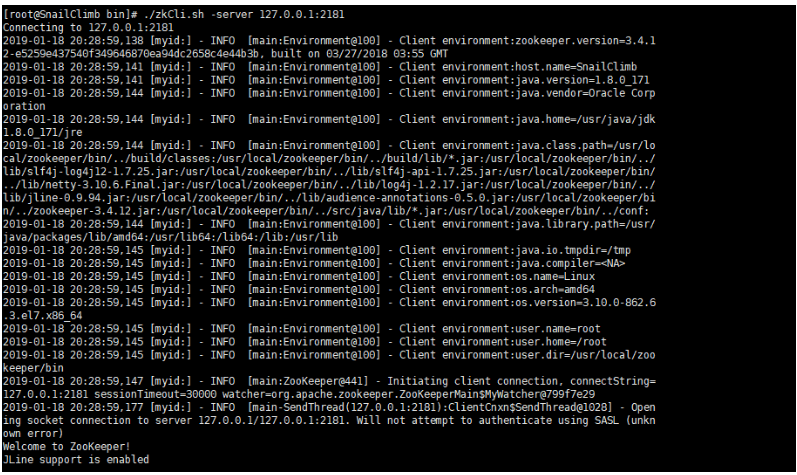 [root@SnailClimb bin]# ./zkCli.sh -server 127.0.0.1:2181
Connecting to 127.0.0.1:2181
2019-01-18 20:28:59,138 [myid:] - INFO  [main:Environment@100] - Client environment:zookeeper.version=3.4.1
2-e5259e437540f349646870ea94dc2658c4e44b3b, built on 03/27/2018 03:55 GMT
2019-01-18 20:28:59,141 [myid:] - INFO  [main:Environment@100] - Client environment:host.name=SnailClimb
2019-01-18 20:28:59,141 [myid:] - INFO  [main:Environment@100] - Client environment:java.version=1.8.0_171
2019-01-18 20:28:59,144 [myid:] - INFO  [main:Environment@100] - Client environment:java.vendor=Oracle Corp
oration
2019-01-18 20:28:59,144 [myid:] - INFO  [main:Environment@100] - Client environment:java.home=/usr/java/jdk
1.8.0_171/jre
2019-01-18 20:28:59,144 [myid:] - INFO  [main:Environment@100] - Client environment:java.class.path=/usr/lo
cal/zookeeper/bin/../build/classes:/usr/local/zookeeper/bin/../build/lib/*.jar:/usr/local/zookeeper/bin/../
lib/slf4j-log4j12-1.7.25.jar:/usr/local/zookeeper/bin/../lib/slf4j-api-1.7.25.jar:/usr/local/zookeeper/bin/
../lib/netty-3.10.6.Final.jar:/usr/local/zookeeper/bin/../lib/log4j-1.2.17.jar:/usr/local/zookeeper/bin/../
lib/jline-0.9.94.jar:/usr/local/zookeeper/bin/../lib/audience-annotations-0.5.0.jar:/usr/local/zookeeper/bi
n/../zookeeper-3.4.12.jar:/usr/local/zookeeper/bin/../src/java/lib/*.jar:/usr/local/zookeeper/bin/../conf:
2019-01-18 20:28:59,144 [myid:] - INFO  [main:Environment@100] - Client environment:java.library.path=/usr/
java/packages/lib/amd64:/usr/lib64:/lib64:/lib:/usr/lib
2019-01-18 20:28:59,145 [myid:] - INFO  [main:Environment@100] - Client environment:java.io.tmpdir=/tmp
2019-01-18 20:28:59,145 [myid:] - INFO  [main:Environment@100] - Client environment:java.compiler=<NA>
2019-01-18 20:28:59,145 [myid:] - INFO  [main:Environment@100] - Client environment:os.name=Linux
2019-01-18 20:28:59,145 [myid:] - INFO  [main:Environment@100] - Client environment:os.arch=amd64
2019-01-18 20:28:59,145 [myid:] - INFO  [main:Environment@100] - Client environment:os.version=3.10.0-862.6
.3.el7.x86_64
2019-01-18 20:28:59,145 [myid:] - INFO  [main:Environment@100] - Client environment:user.name=root
2019-01-18 20:28:59,145 [myid:] - INFO  [main:Environment@100] - Client environment:user.home=/root
2019-01-18 20:28:59,145 [myid:] - INFO  [main:Environment@100] - Client environment:user.dir=/usr/local/zoo
keeper/bin
2019-01-18 20:28:59,147 [myid:] - INFO  [main:ZooKeeper@441] - Initiating client connection, connectString=
127.0.0.1:2181 sessionTimeout=30000 watcher=org.apache.zookeeper.ZooKeeperMain$MyWatcher@799f7e29
2019-01-18 20:28:59,177 [myid:] - INFO  [main-SendThread(127.0.0.1:2181):ClientCnxn$SendThread@1028] - Open
ing socket connection to server 127.0.0.1/127.0.0.1:2181. Will not attempt to authenticate using SASL (unkn
own error)
Welcome to ZooKeeper!
JLine support is enabled